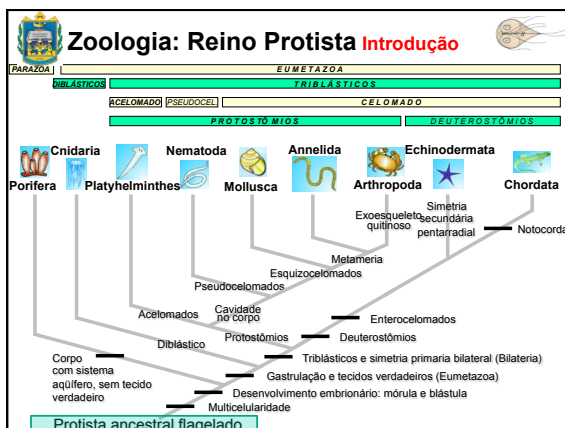 Zoologia: Reino Protista Introdução
PARAZOA EUMETAZOA
DIBLÁSTICOS TRIBLÁSTICOS
ACELOMADO PSEUDOCEL. CELOMADO
PROTOSTÔMIOS DEUTEROSTÔMIOS
Porifera
Cnidaria
Platyhelminthes
Nematoda
Mollusca
Annelida
Arthropoda
Echinodermata
Chordata
Exoesqueleto
quitinoso
Simetria
secundária
pentarradial
Notocorda
Metameria
Esquizocelomados
Pseudocelomados
Cavidade
no corpo
Acelomados
Enterocelomados
Protostômios
Deuterostômios
Diblástico
Triblásticos e simetria primaria bilateral (Bilateria)
Corpo
com sistema
aqüífero, sem tecido
verdadeiro
Gastrulação e tecidos verdadeiros (Eumetazoa)
Desenvolvimento embrionário: mórula e blástula
Multicelularidade
Protista ancestral flagelado